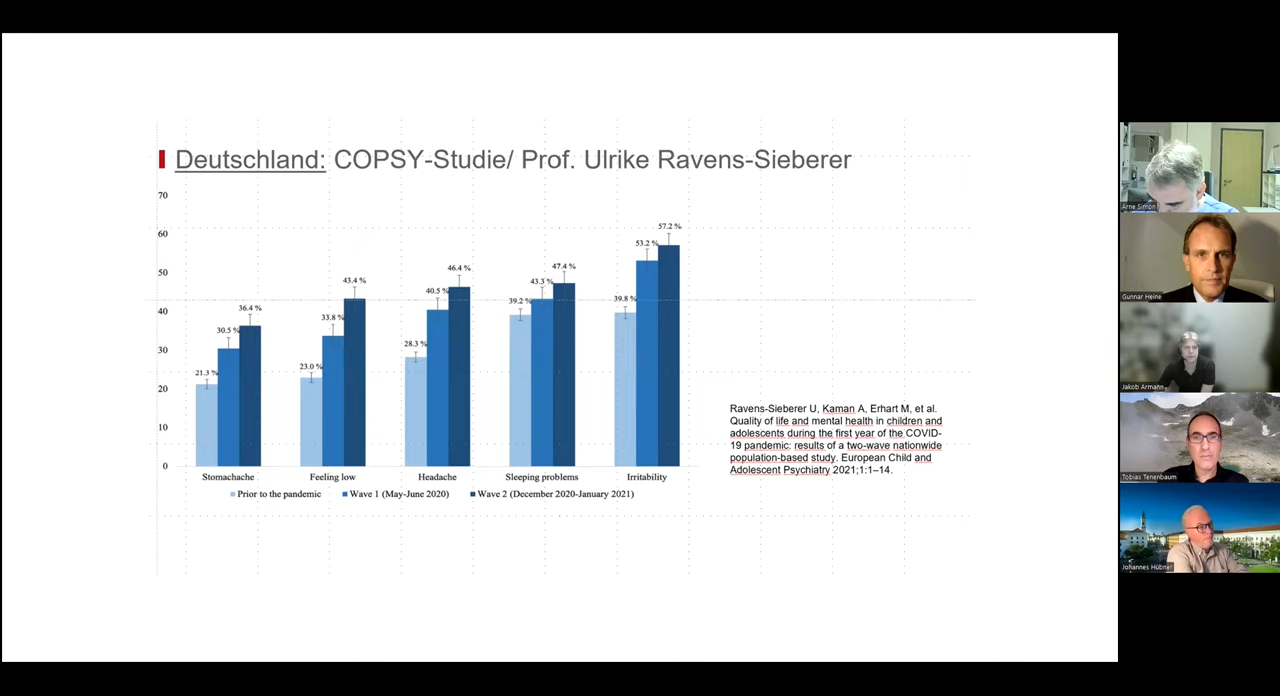 Deutschland: COPSY-Studie/ Prof. Ulrike Ravens-Sieberer
70
60
50
40
30
20
10
0
21.3 %
30.5 %
36.4 %
23.0 %
33.8 %
43.4 %
28.3 %
40.5 %
46.4 %
39.2 %
43.3 %
47.4 %
39.8 %
53.2 %
57.2 %
Stomachache
Feeling low
Headache
Sleeping problems
Irritability
Prior to the pandemic
Wave 1 (May-June 2020)
Wave 2 (December 2020-January 2021)
Ravens-Sieberer U, Kaman A, Erhart M, et al.
Quality of life and mental health in children and
adolescents during the first year of the COVID-
19 pandemic: results of a two-wave nationwide
population-based study. European Child and
Adolescent Psychiatry 2021;1:1–14.
Arne Simon
Gunnar Heine
Jakob Armann
Tobias Tenenbaum
Johannes Hübner